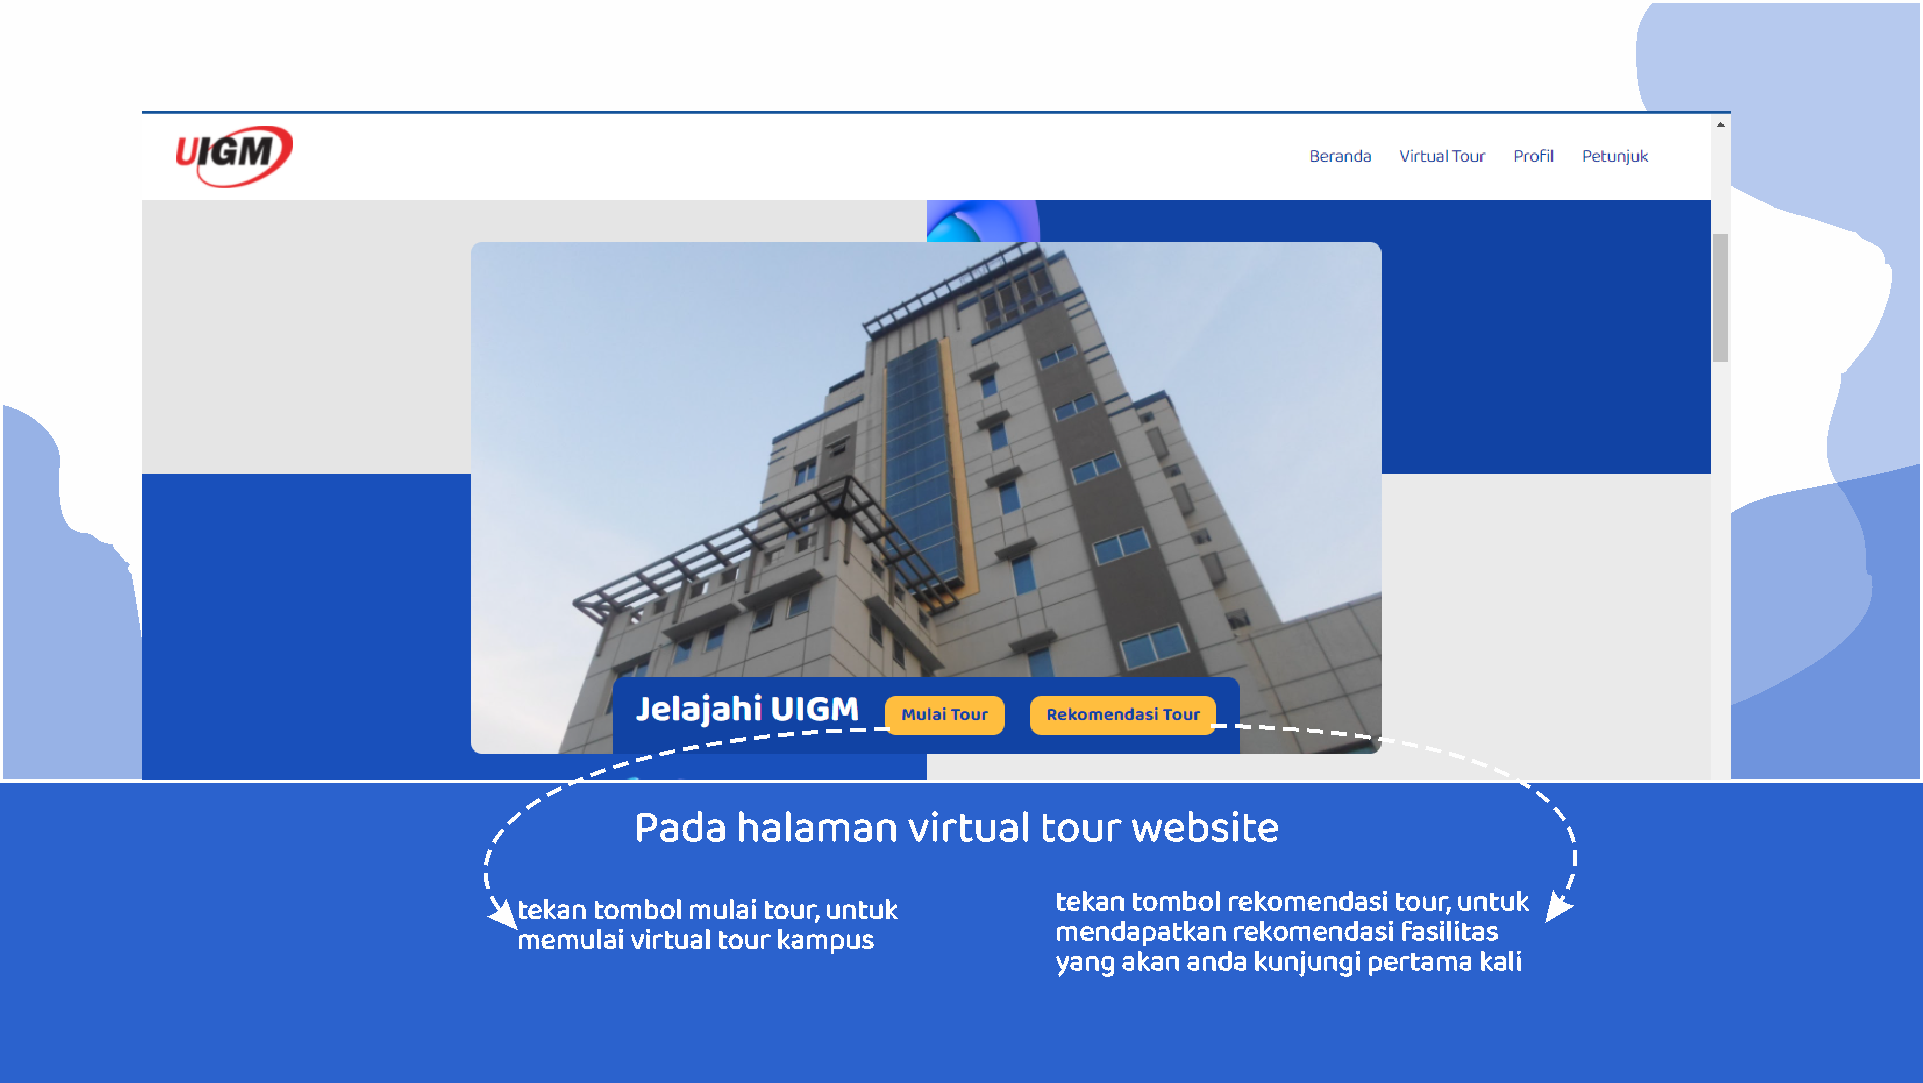 UIGM
Beranda Virtual Tour Profil Petunjuk
Jelajahi UIGM Mulai Tour Rekomendasi Tour
Pada halaman virtual tour website
tekan tombol mulai tour, untuk
memulai virtual tour kampus
tekan tombol rekomendasi tour, untuk
mendapatkan rekomendasi fasilitas
yang akan anda kunjungi pertama kali